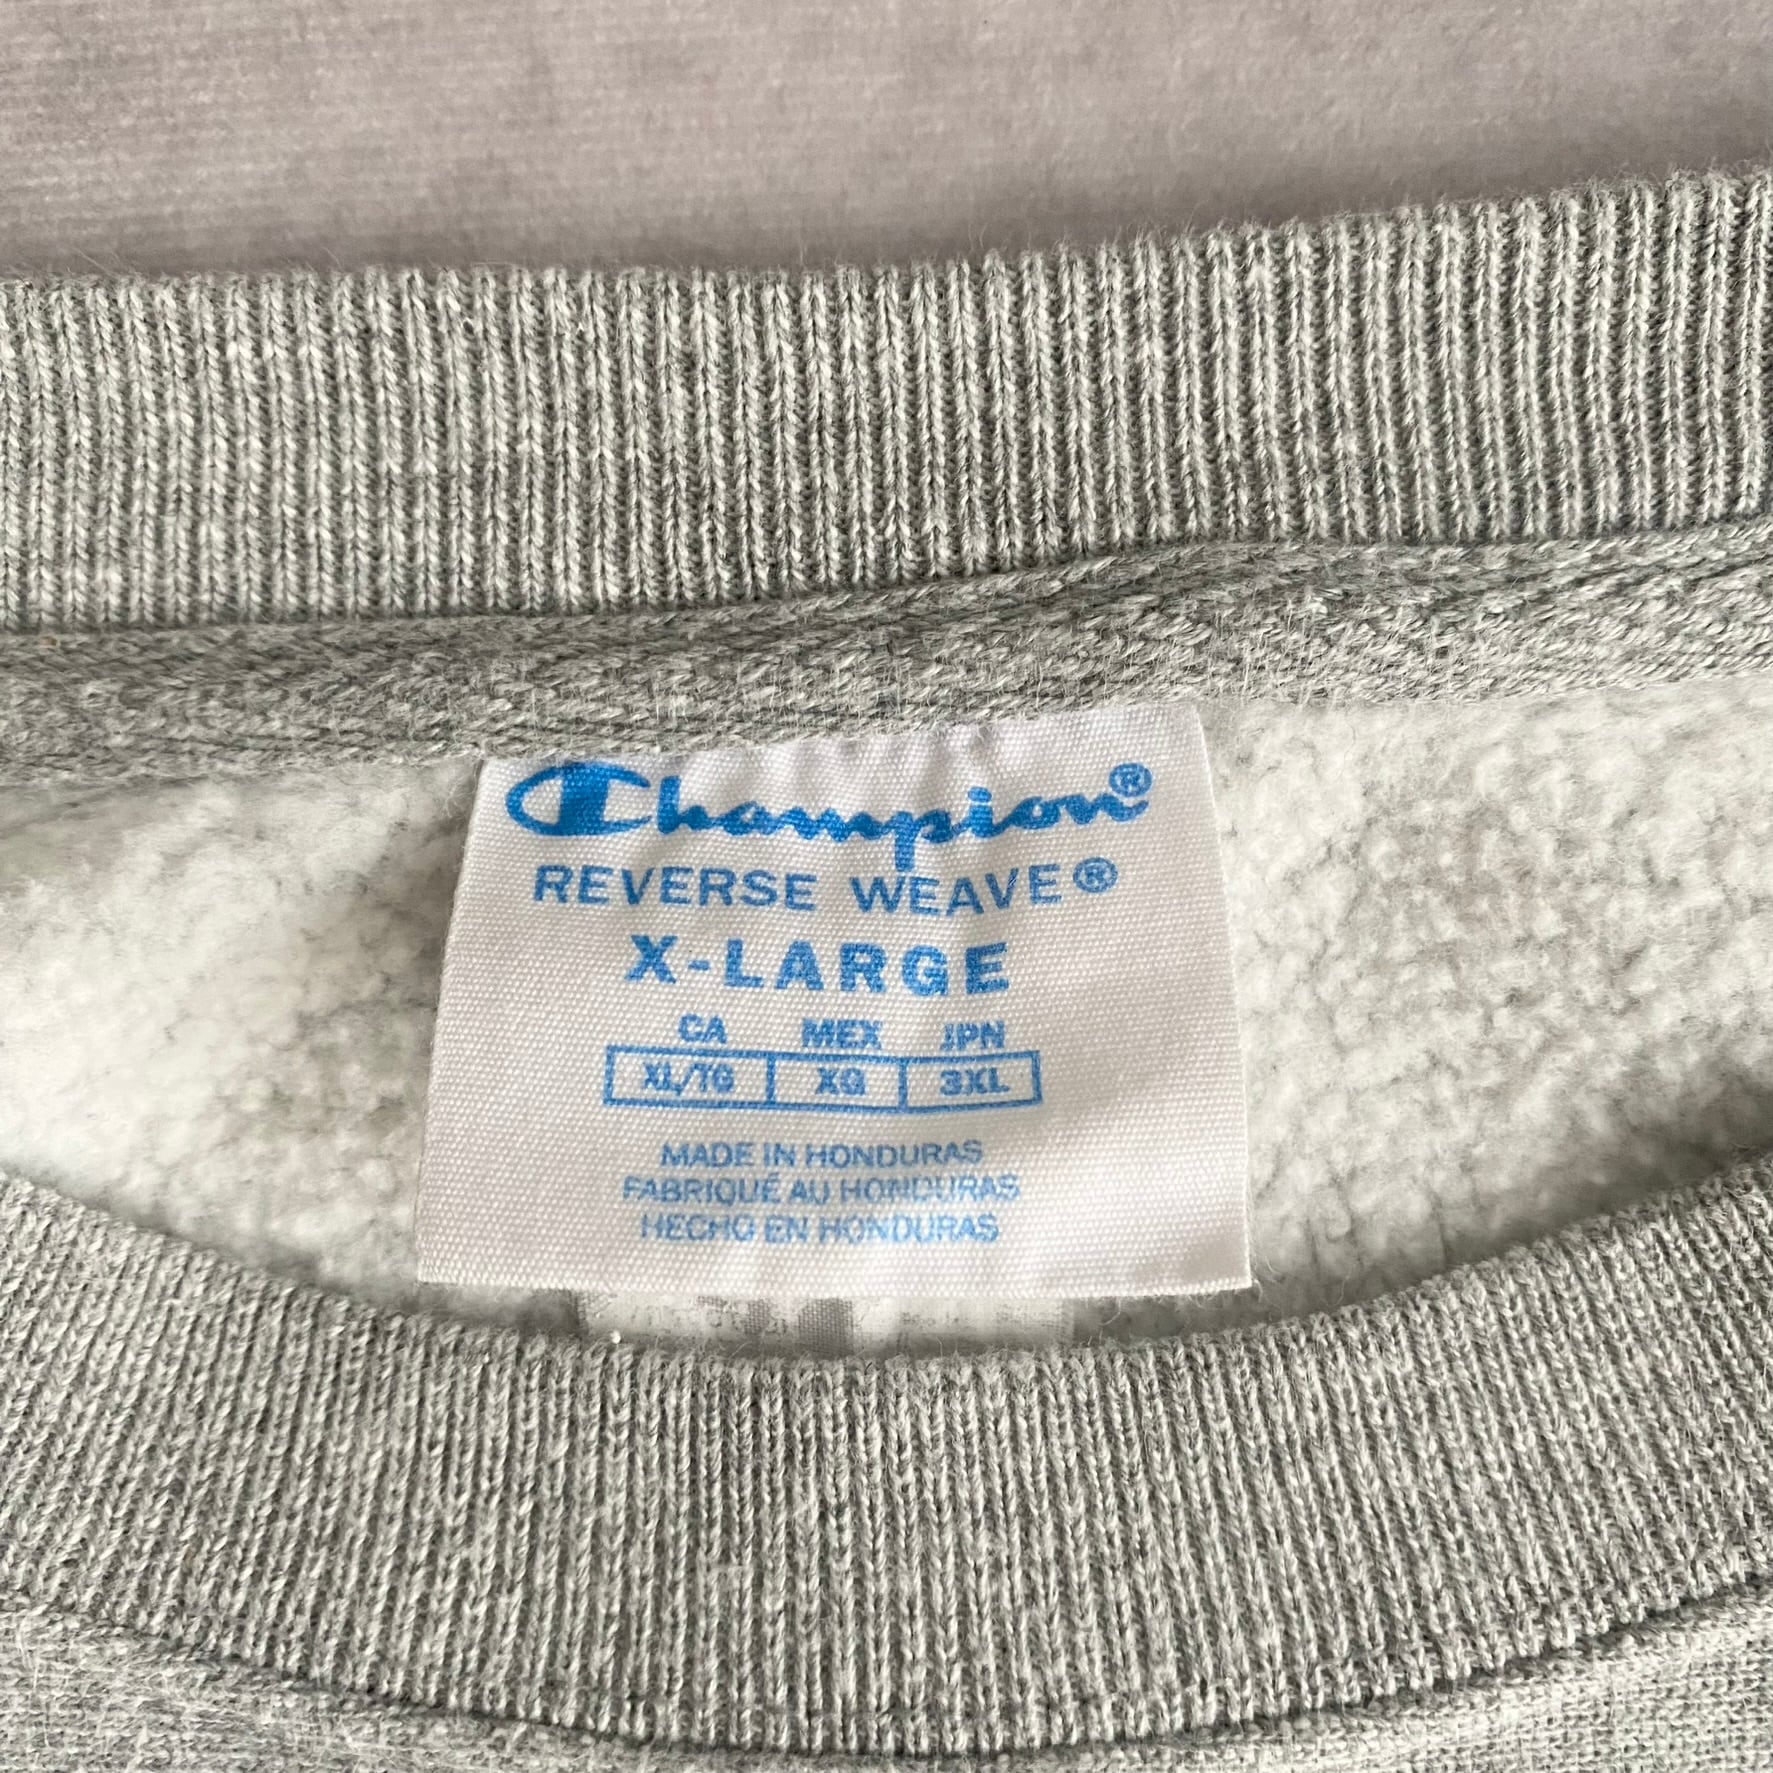 Champion®
REVERSE WEAVE®
X-LARGE
CA MEX JPN
XL/TG XG 3XL
MADE IN HONDURAS
FABRIQUÉ AU HONDURAS
HECHO EN HONDURAS